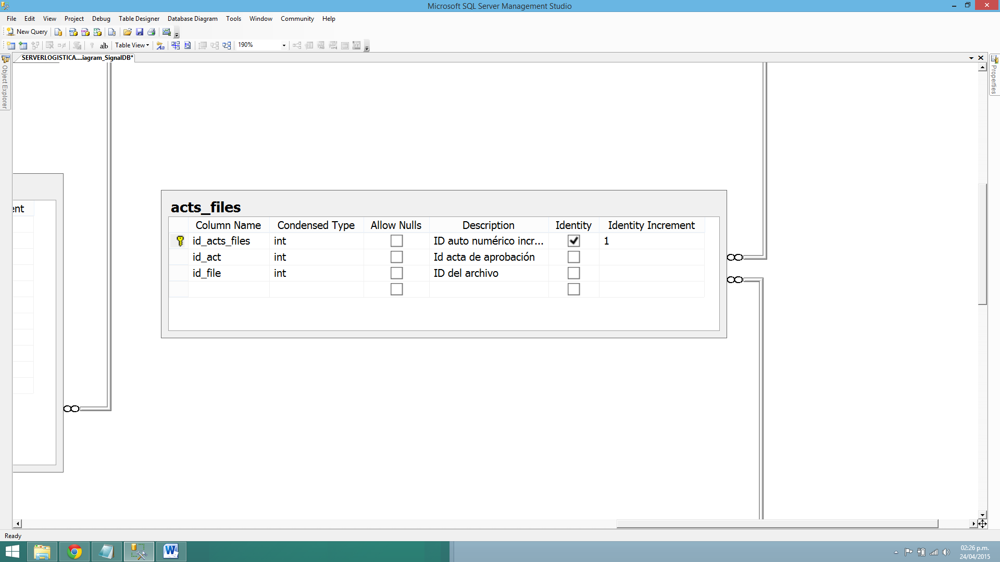 Microsoft SQL Server Management Studio
File Edit View Project Debug Table Designer Database Diagram Tools Window Community Help
New Query
Table View 190%
SERVERLOGISTICA....iagram_SignalDB*
Object Explorer
Properties
ent
acts_files
Column Name Condensed Type Allow Nulls Description Identity Identity Increment
id_acts_files int ID auto numérico incr... 1
id_act int Id acta de aprobación
id_file int ID del archivo
Ready
02:26 p.m.
24/04/2015